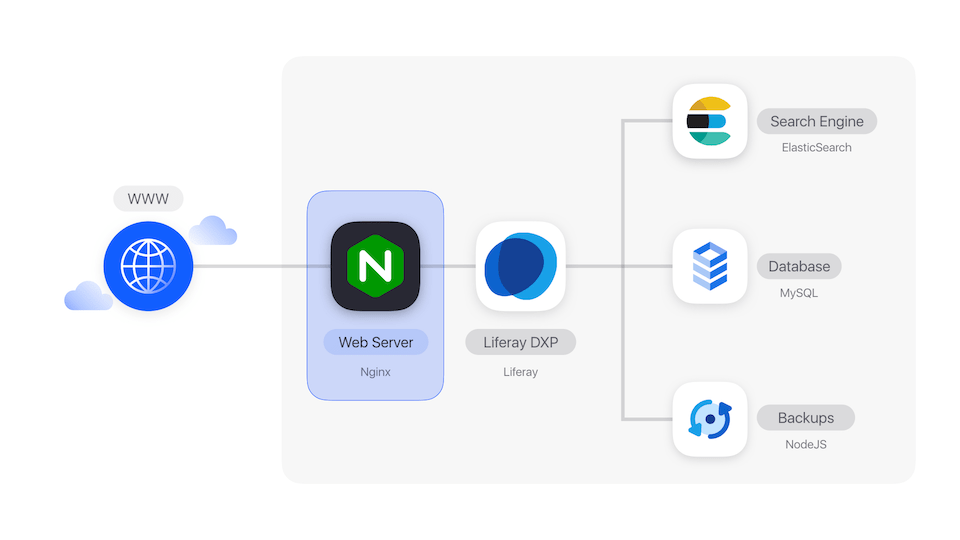 WWW
Web Server
Nginx
Liferay DXP
Liferay
Search Engine
ElasticSearch
Database
MySQL
Backups
NodeJS